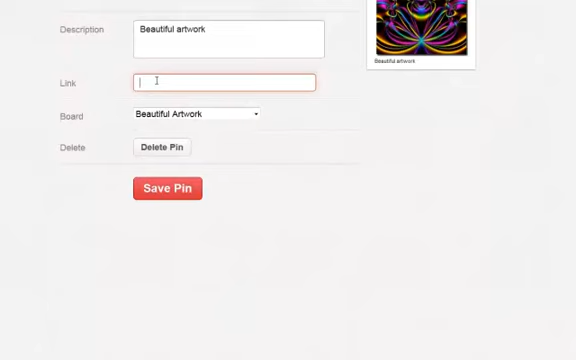 Description
Beautiful artwork
Beautiful artwork
Link
Board
Beautiful Artwork
Delete
Delete Pin
Save Pin